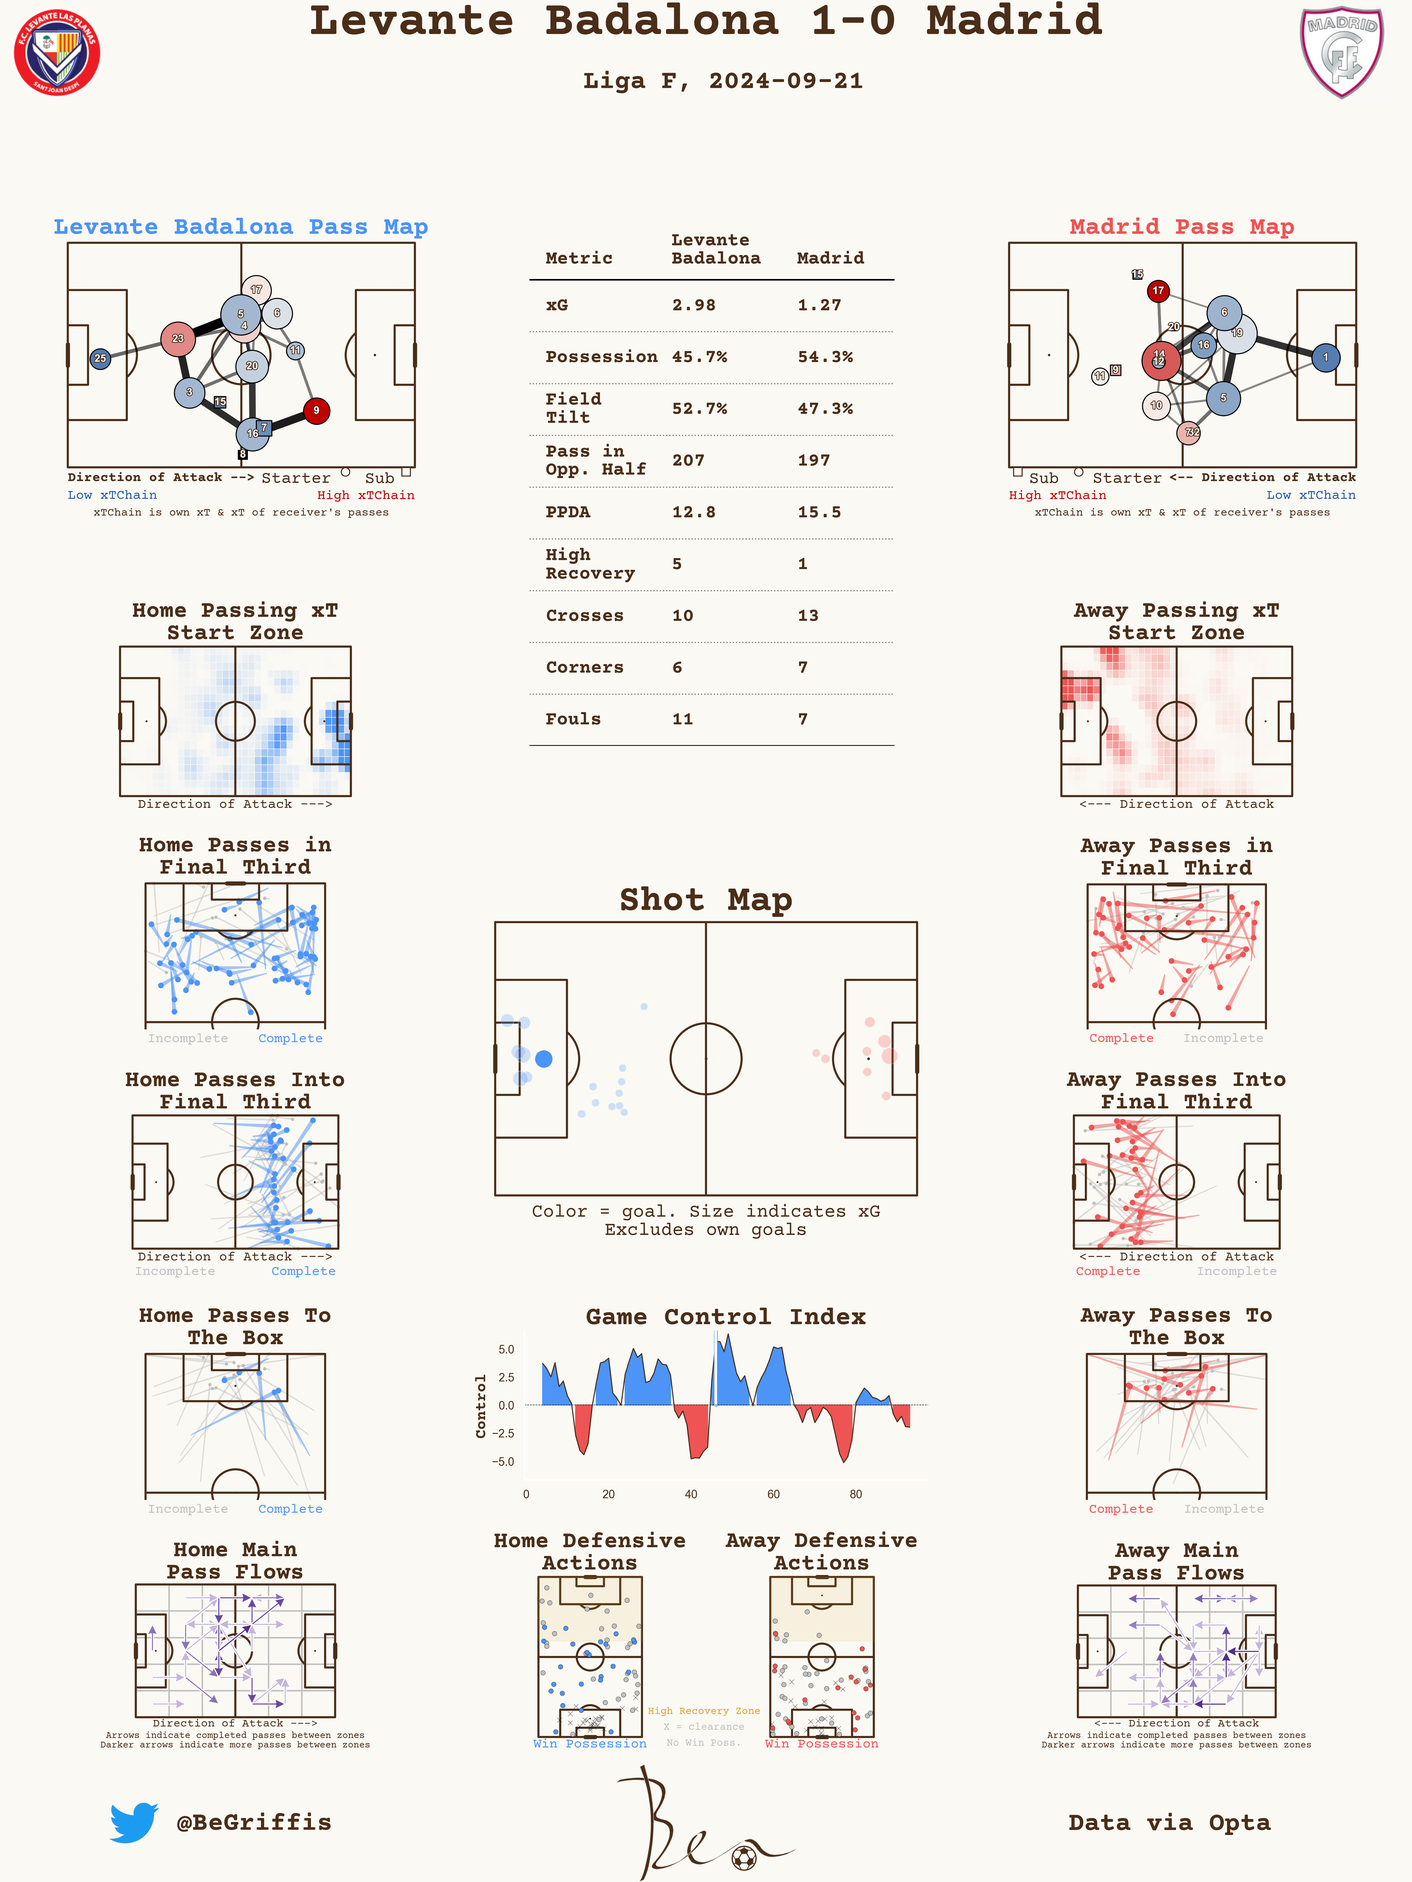 Levante Badalona 1-0 Madrid
Liga F, 2024-09-21
F.C. LEVANTE LAS PLANAS
SANT JOAN DESPI
MADRID
CFF
Levante Badalona Pass Map
17
5
6
4
23
11
25
20
3
15
9
7
16
8
Direction of Attack --> Starter Sub
Low xTChain High xTChain
xTChain is own xT & xT of receiver's passes
Metric Levante Badalona Madrid
xG 2.98 1.27
Possession 45.7% 54.3%
Field Tilt 52.7% 47.3%
Pass in Opp. Half 207 197
PPDA 12.8 15.5
High Recovery 5 1
Crosses 10 13
Corners 6 7
Fouls 11 7
Madrid Pass Map
15
17
6
20
19
16
14
12
1
9
11
10
5
7
32
Sub Starter <-- Direction of Attack
High xTChain Low xTChain
xTChain is own xT & xT of receiver's passes
Home Passing xT
Start Zone
Direction of Attack --->
Away Passing xT
Start Zone
<--- Direction of Attack
Home Passes in
Final Third
Incomplete Complete
Away Passes in
Final Third
Complete Incomplete
Shot Map
Color = goal. Size indicates xG
Excludes own goals
Home Passes Into
Final Third
Direction of Attack --->
Incomplete Complete
Away Passes Into
Final Third
<--- Direction of Attack
Complete Incomplete
Home Passes To
The Box
Incomplete Complete
Game Control Index
Control
5.0
2.5
0.0
−2.5
−5.0
0 20 40 60 80
Away Passes To
The Box
Complete Incomplete
Home Main
Pass Flows
Direction of Attack --->
Arrows indicate completed passes between zones
Darker arrows indicate more passes between zones
Home Defensive
Actions
Win Possession
High Recovery Zone
X = clearance
No Win Poss.
Away Defensive
Actions
Win Possession
Away Main
Pass Flows
<--- Direction of Attack
Arrows indicate completed passes between zones
Darker arrows indicate more passes between zones
@BeGriffis
Ben
Data via Opta